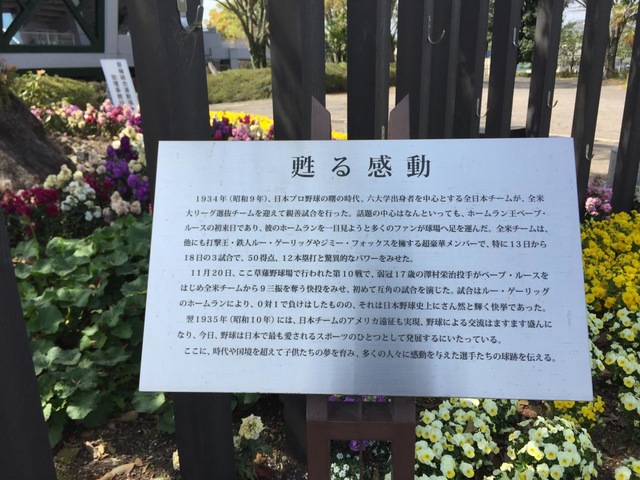 甦る感動
1934年(昭和9年)、日本プロ野球の曙の時代、六大学出身者を中心とする全日本チームが、全米
大リーグ選抜チームを迎えて親善試合を行った。話題の中心はなんといっても、ホームラン王ベーブ・
ルースの初来日であり、彼のホームランを一目見ようと多くのファンが球場へ足を運んだ。全米チームは、
他にも打撃王・鉄人ルー・ゲーリッグやジミー・フォックスを擁する超豪華メンバーで、特に13日から
18日の3試合で、50得点、12本塁打と驚異的なパワーをみせた。
11月20日、ここ草薙野球場で行われた第10戦で、弱冠17歳の澤村栄治投手がベーブ・ルースを
はじめ全米チームから9三振を奪う快投をみせ、初めて互角の試合を演じた。試合はルー・ゲーリッグ
のホームランにより、0対1で負けはしたものの、それは日本野球史上にさん然と輝く快挙であった。
翌1935年(昭和10年)には、日本チームのアメリカ遠征も実現、野球による交流はますます盛んに
なり、今日、野球は日本で最も愛されるスポーツのひとつとして発展するにいたっている。
ここに、時代や国境を超えて子供たちの夢を育み、多くの人々に感動を与えた選手たちの球跡を伝える。